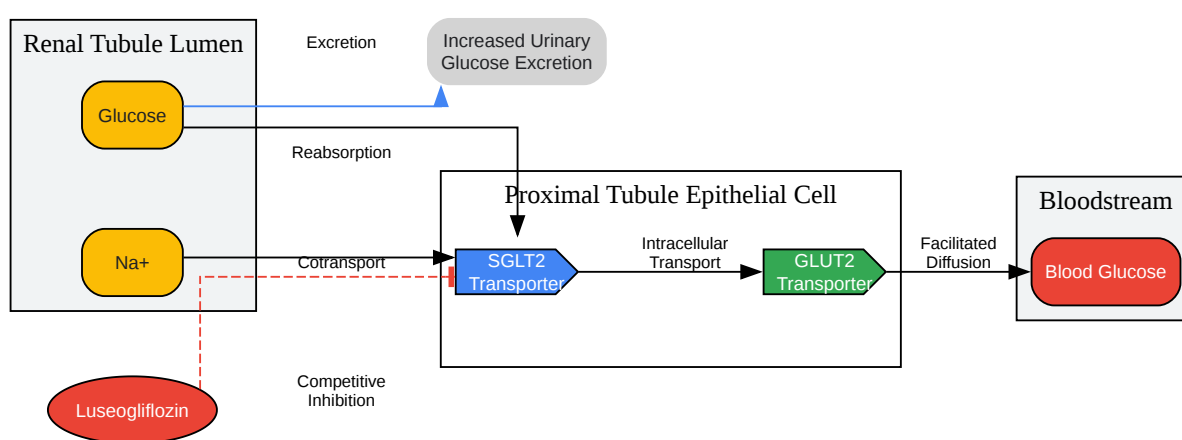 Renal Tubule Lumen
Excretion
Increased Urinary
Glucose Excretion
Glucose
Reabsorption
Proximal Tubule Epithelial Cell
Bloodstream
Na+
Cotransport
SGLT2
Transporter
Intracellular
Transport
GLUT2
Transporter
Facilitated
Diffusion
Blood Glucose
Competitive
Inhibition
Luseogliflozin